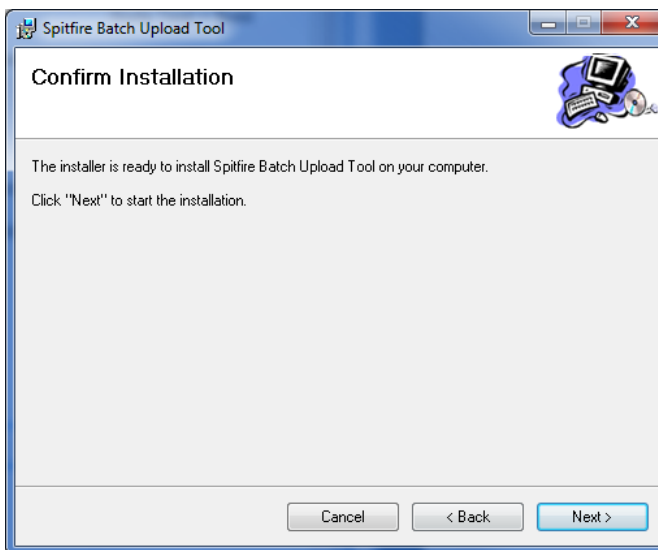 Spitfire Batch Upload Tool
Confirm Installation
The installer is ready to install Spitfire Batch Upload Tool on your computer.
Click "Next" to start the installation.
Cancel
< Back
Next >